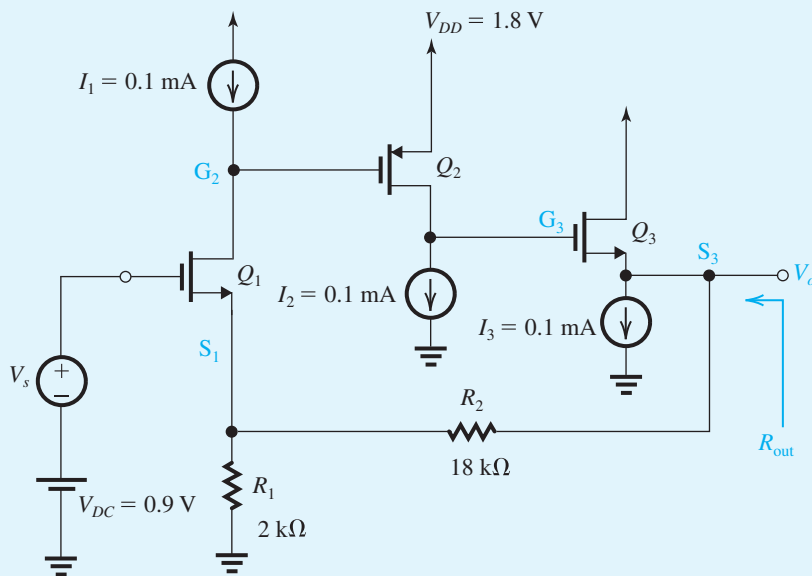 V_DD = 1.8 V
I_1 = 0.1 mA
G_2
Q_2
G_3
Q_3
S_3
V_o
Q_1
I_2 = 0.1 mA
I_3 = 0.1 mA
S_1
V_s
+
–
R_2
18 kΩ
R_out
R_1
2 kΩ
V_DC = 0.9 V